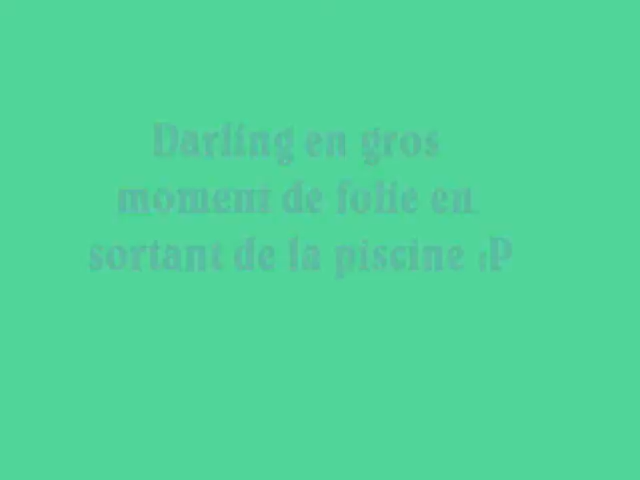 Darling en gros
moment de folie en
sortant de la piscine :P